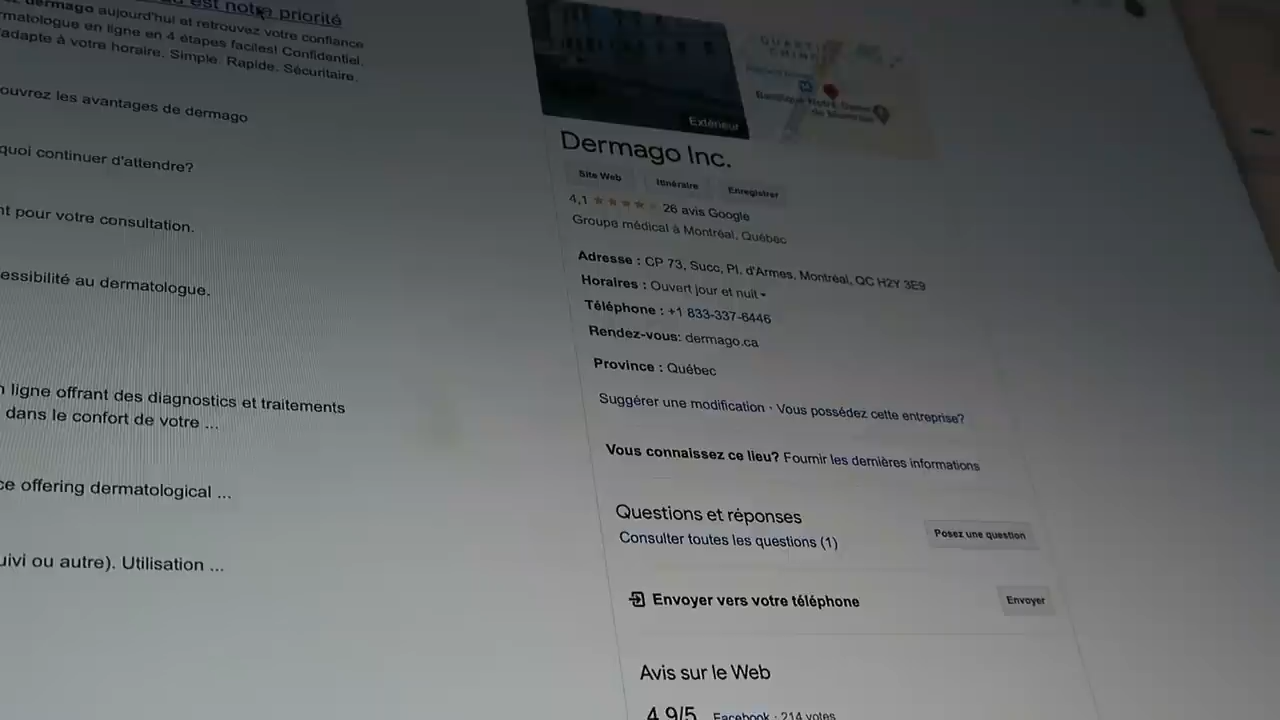 est notre priorité
dermago aujourd'hui et retrouvez votre confiance
matologue en ligne en 4 étapes faciles! Confidentiel.
'adapte à votre horaire. Simple. Rapide. Sécuritaire.
ouvrez les avantages de dermago
quoi continuer d'attendre?
nt pour votre consultation.
essibilité au dermatologue.
n ligne offrant des diagnostics et traitements
dans le confort de votre ...
ce offering dermatological ...
uivi ou autre). Utilisation ...
Extérieur
Basilique Notre-Dame
de Montréal
Dermago Inc.
Site Web
Itinéraire
Enregistrer
4,1 26 avis Google
Groupe médical à Montréal, Québec
Adresse : CP 73, Succ, Pl. d'Armes, Montréal, QC H2Y 3E9
Horaires : Ouvert jour et nuit
Téléphone : +1 833-337-6446
Rendez-vous: dermago.ca
Province : Québec
Suggérer une modification · Vous possédez cette entreprise?
Vous connaissez ce lieu? Fournir les dernières informations
Questions et réponses
Consulter toutes les questions (1)
Posez une question
Envoyer vers votre téléphone
Envoyer
Avis sur le Web
4,9/5 Facebook · 214 votes